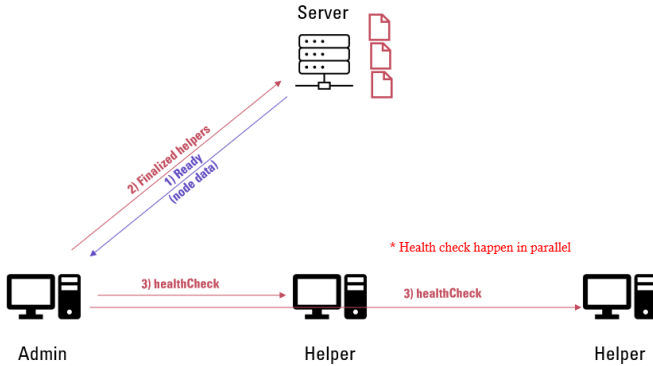 Server
2) Finalized helpers
1) Ready
(node data)
* Health check happen in parallel
3) healthCheck
3) healthCheck
Admin
Helper
Helper